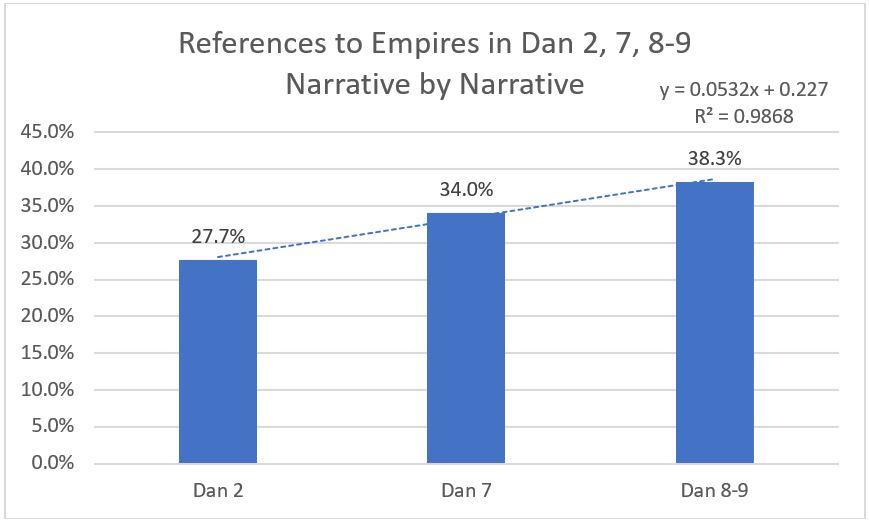 References to Empires in Dan 2, 7, 8-9
Narrative by Narrative
y = 0.0532x + 0.227
R² = 0.9868
45.0%
40.0%
35.0%
30.0%
25.0%
20.0%
15.0%
10.0%
5.0%
0.0%
27.7%
34.0%
38.3%
Dan 2
Dan 7
Dan 8-9